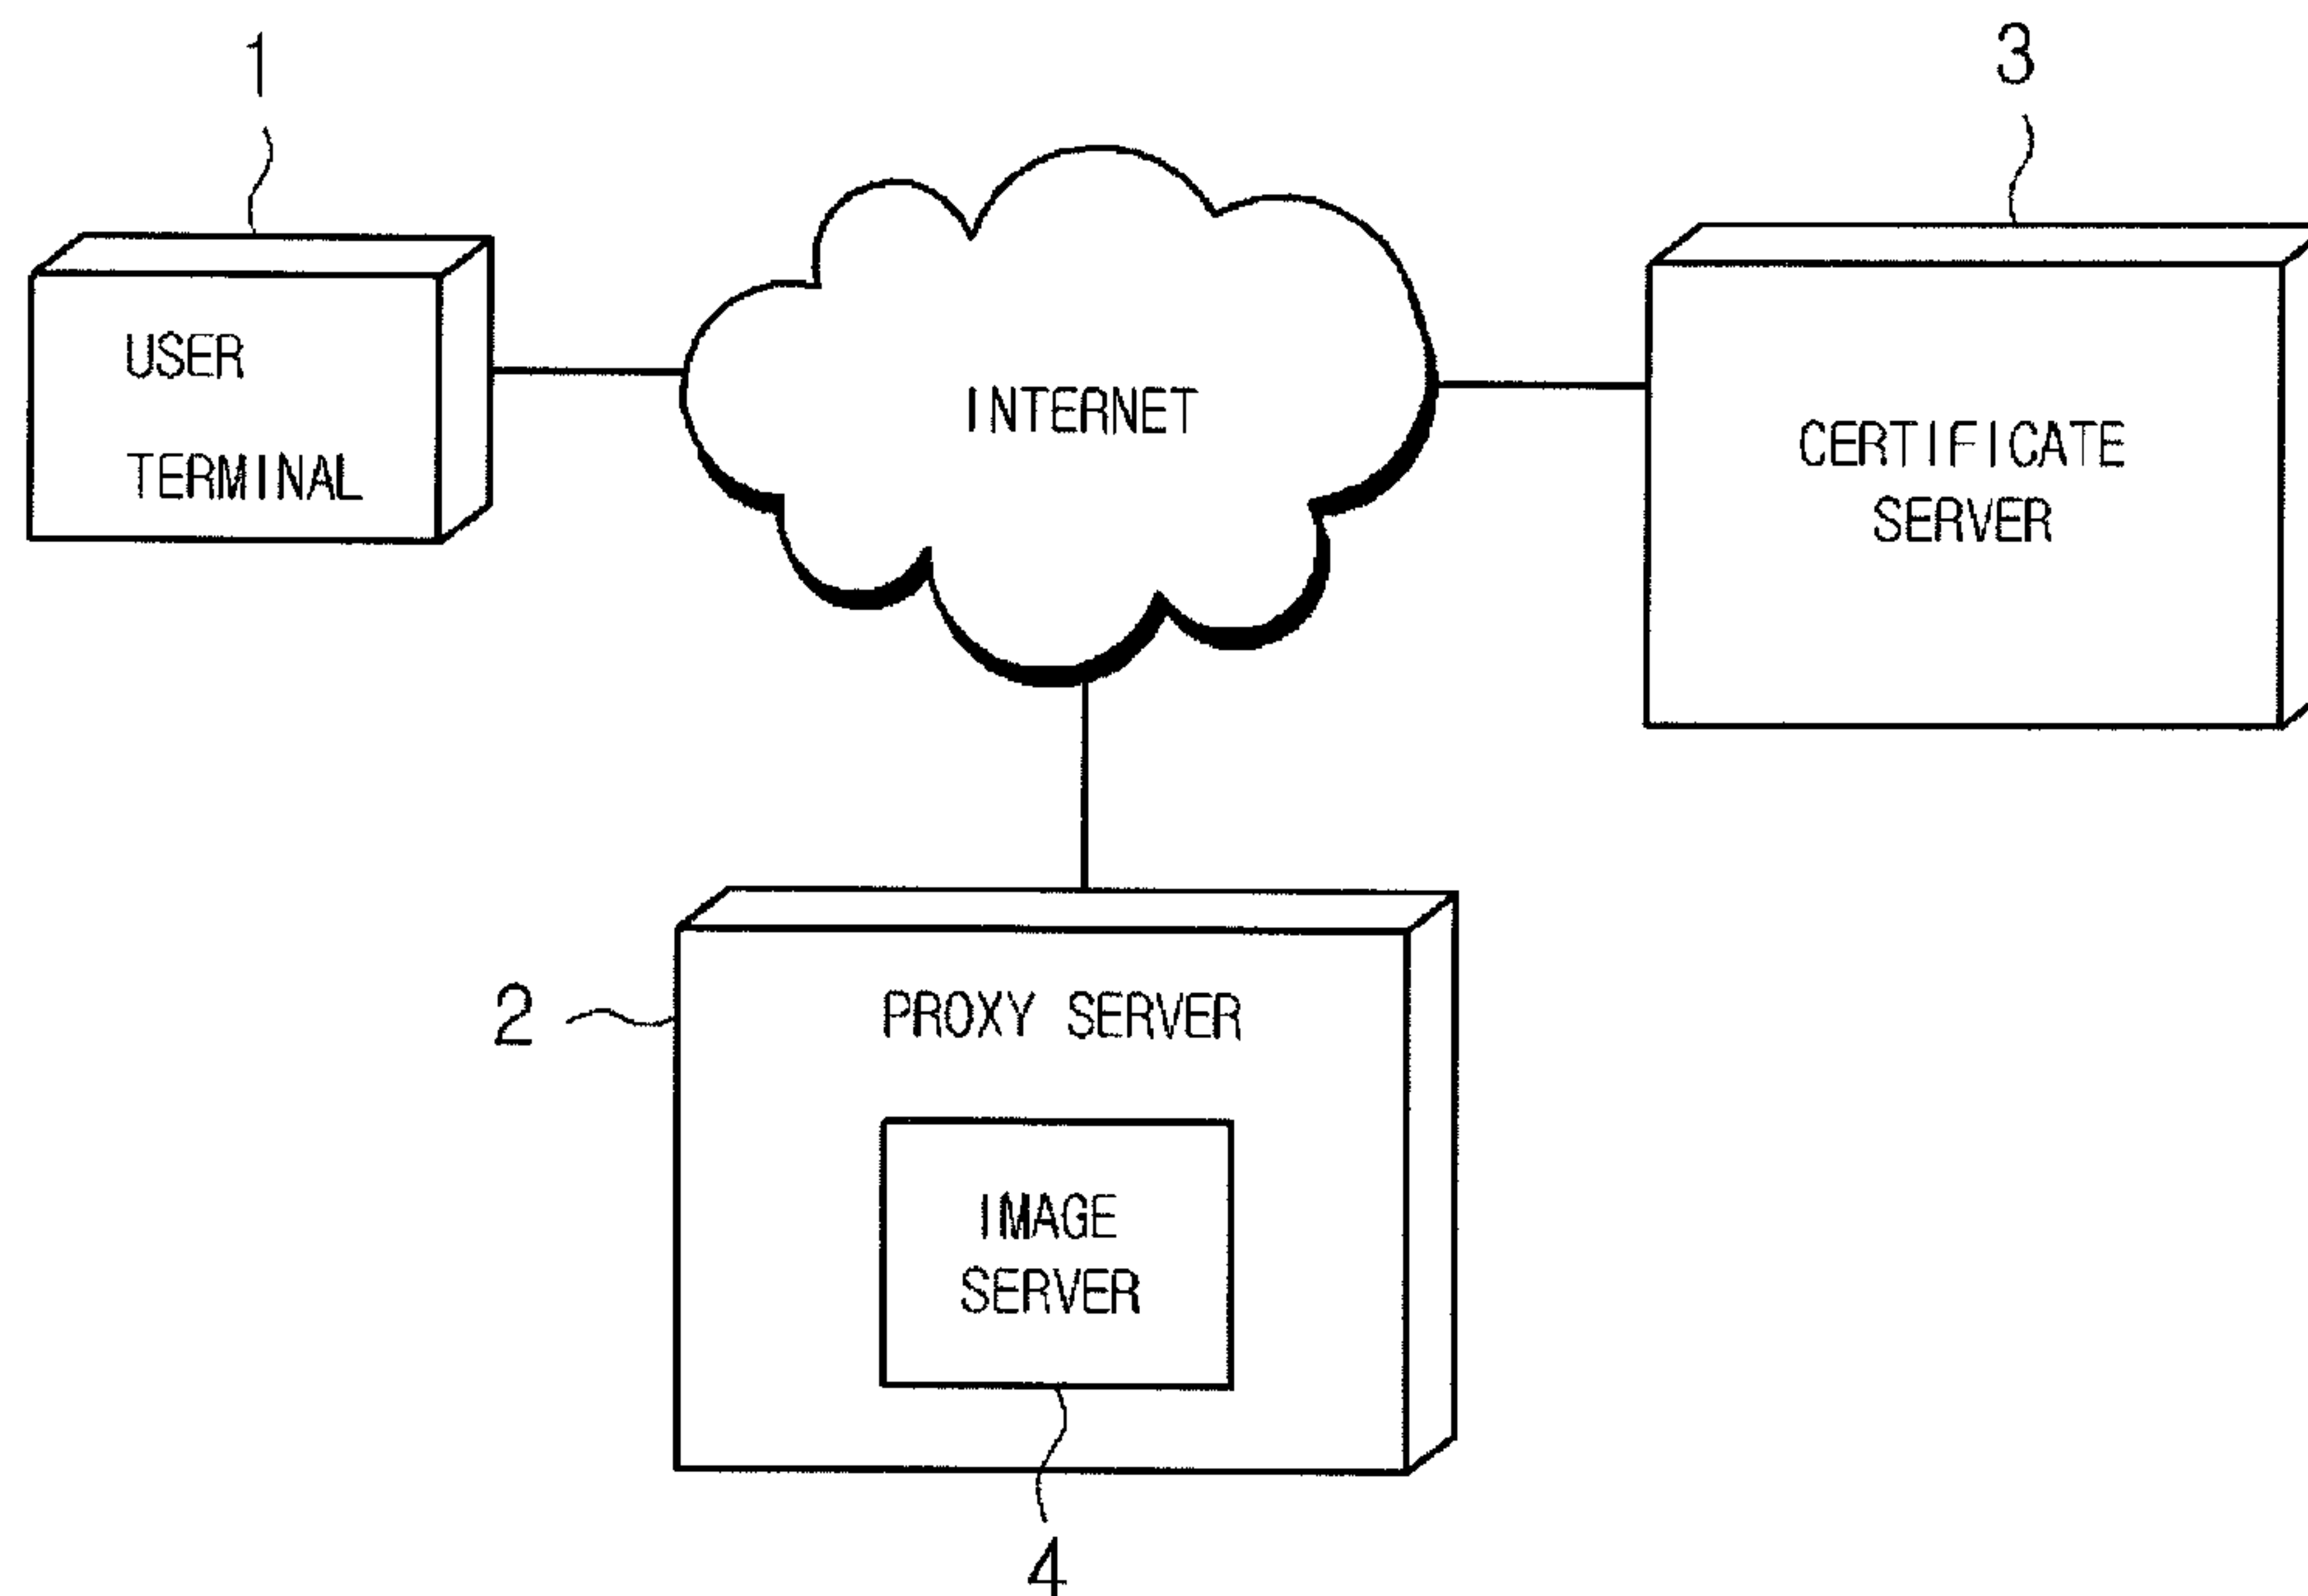 1
3
USER
TERMINAL
INTERNET
CERTIFICATE
SERVER
2
PROXY SERVER
IMAGE
SERVER
4